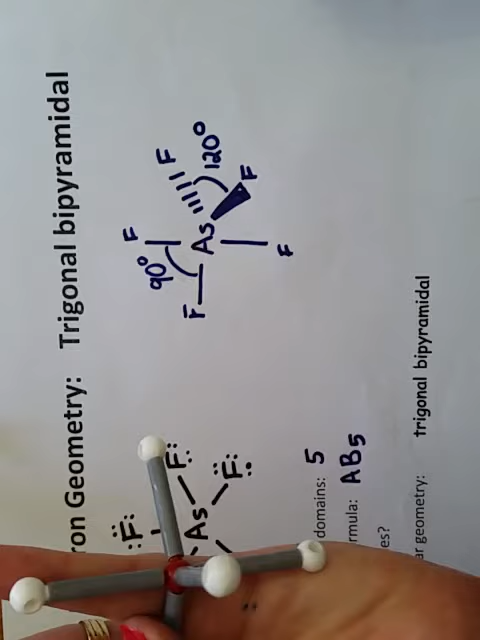 ron Geometry: Trigonal bipyramidal
F
90°
F
As
F
120°
F
F
:F:
As
F:
F:
domains: 5
rmula: AB5
es?
ar geometry: trigonal bipyramidal